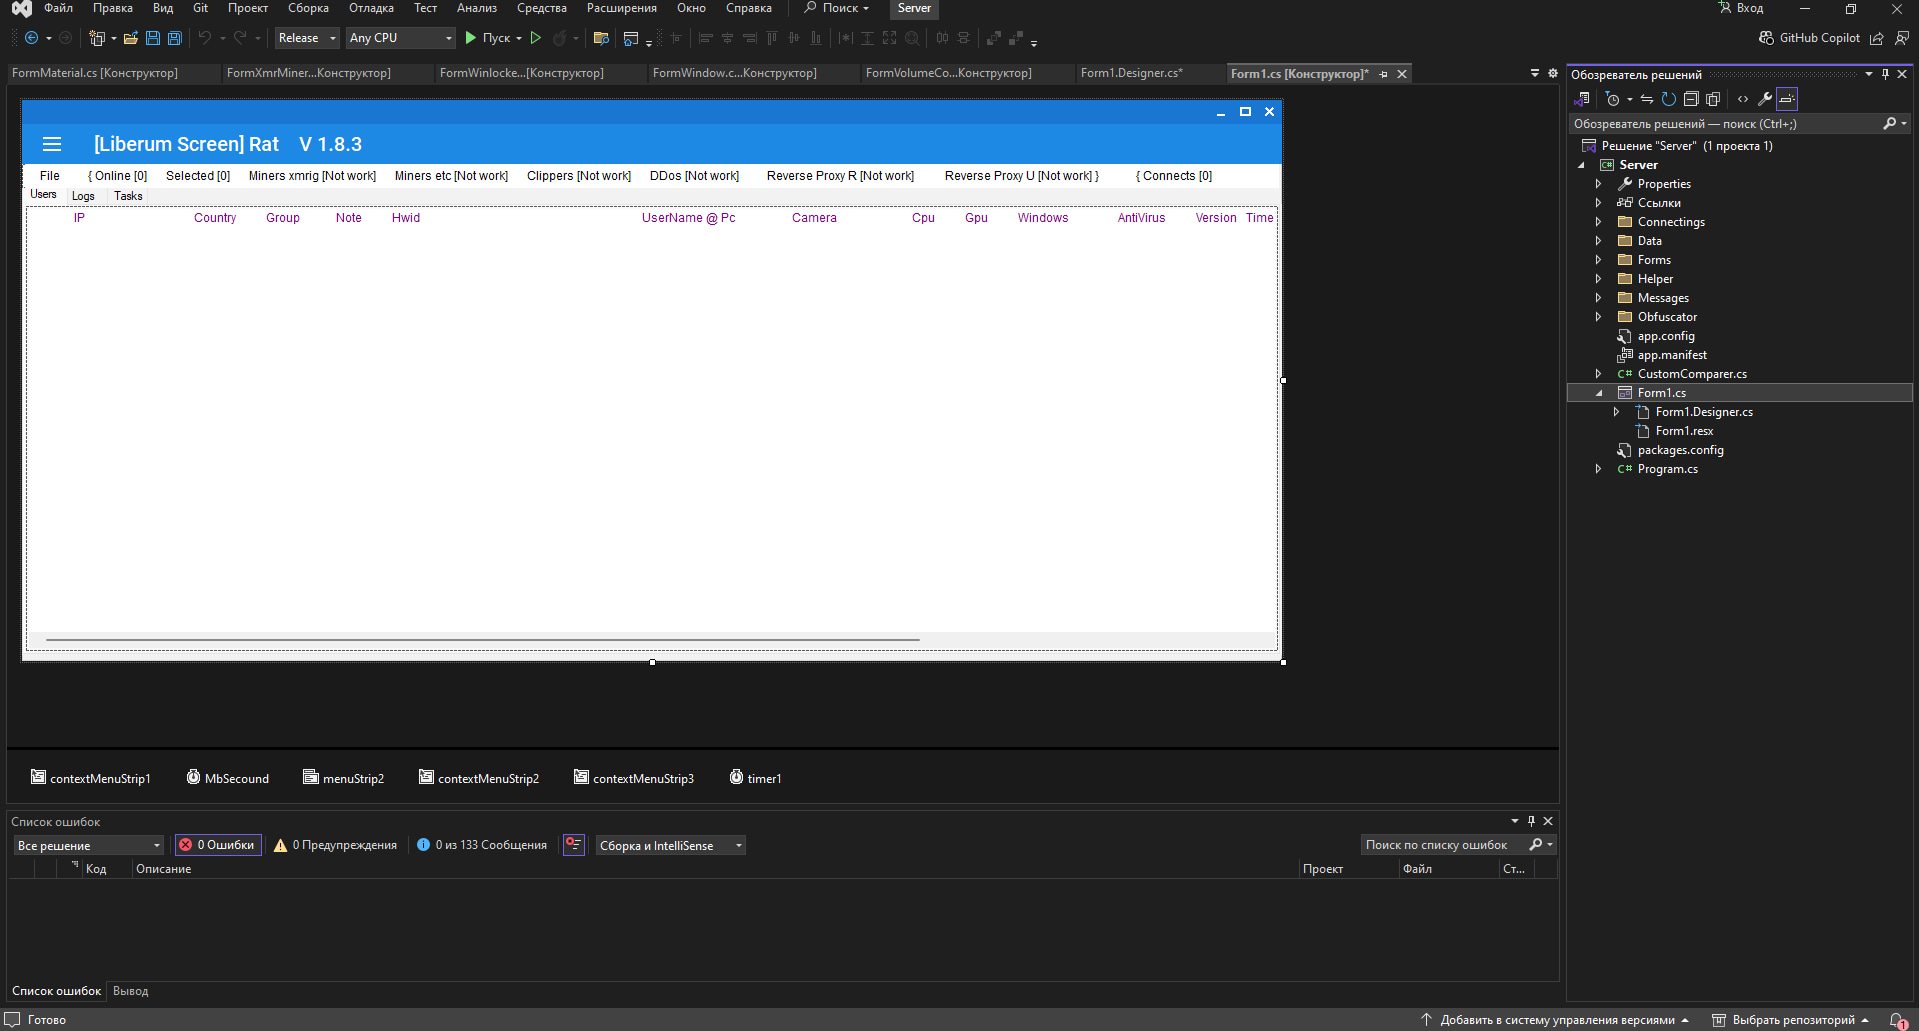 Файл Правка Вид Git Проект Сборка Отладка Тест Анализ Средства Расширения Окно Справка Поиск Server Вход
Release Any CPU Пуск GitHub Copilot
FormMaterial.cs [Конструктор] FormXmrMiner...Конструктор] FormWinlocke...[Конструктор] FormWindow.c...Конструктор] FormVolumeCo...Конструктор] Form1.Designer.cs* Form1.cs [Конструктор]*
[Liberum Screen] Rat V 1.8.3
File { Online [0] Selected [0] Miners xmrig [Not work] Miners etc [Not work] Clippers [Not work] DDos [Not work] Reverse Proxy R [Not work] Reverse Proxy U [Not work] } { Connects [0]
Users Logs Tasks
IP Country Group Note Hwid UserName @ Pc Camera Cpu Gpu Windows AntiVirus Version Time
contextMenuStrip1 MbSecound menuStrip2 contextMenuStrip2 contextMenuStrip3 timer1
Список ошибок
Все решение 0 Ошибки 0 Предупреждения 0 из 133 Сообщения Сборка и IntelliSense Поиск по списку ошибок
Код Описание Проект Файл Ст...
Список ошибок Вывод
Обозреватель решений
Обозреватель решений — поиск (Ctrl+;)
Решение "Server" (1 проекта 1)
Server
Properties
Ссылки
Connectings
Data
Forms
Helper
Messages
Obfuscator
app.config
app.manifest
C# CustomComparer.cs
Form1.cs
Form1.Designer.cs
Form1.resx
packages.config
C# Program.cs
Готово Добавить в систему управления версиями Выбрать репозиторий 1